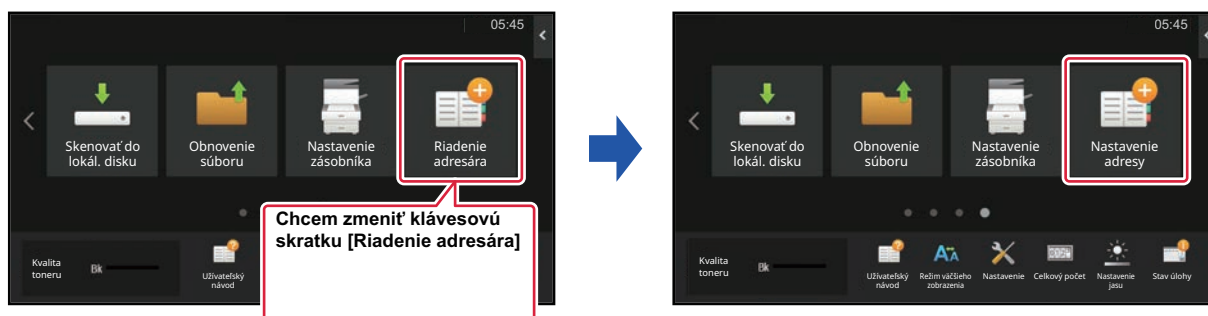 05:45
Skenovať do
lokál. disku
Obnovenie
súboru
Nastavenie
zásobníka
Riadenie
adresára
Chcem zmeniť klávesovú
skratku [Riadenie adresára]
Kvalita
toneru
Bk
Užívateľský
návod
05:45
Skenovať do
lokál. disku
Obnovenie
súboru
Nastavenie
zásobníka
Nastavenie
adresy
Kvalita
toneru
Bk
Užívateľský
návod
Režim väčšieho
zobrazenia
Nastavenie
Celkový počet
Nastavenie
jasu
Stav úlohy